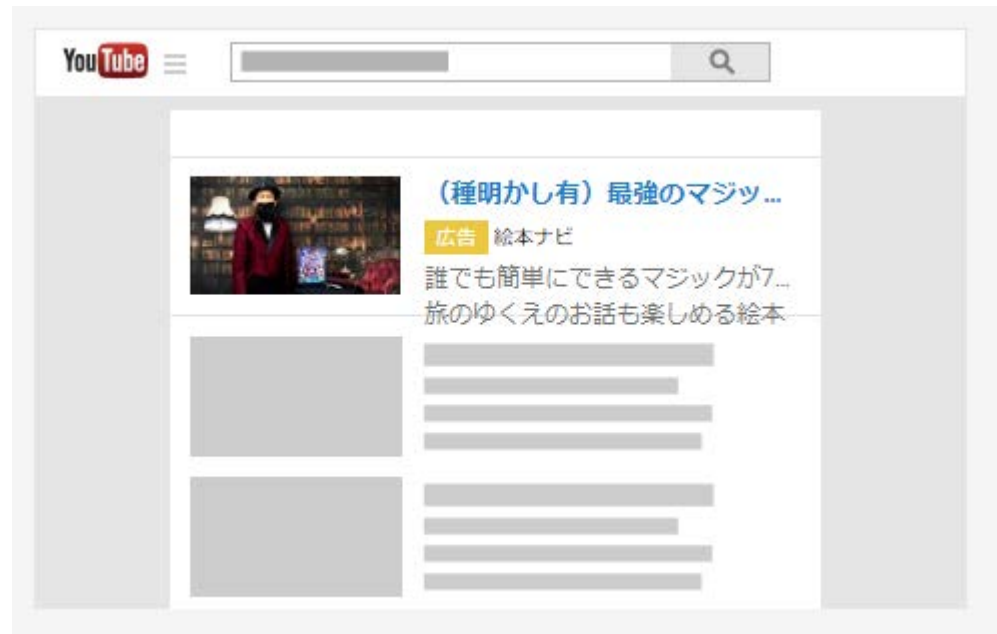 YouTube
（種明かし有）最強のマジッ...
広告 絵本ナビ
誰でも簡単にできるマジックが7...
旅のゆくえのお話も楽しめる絵本